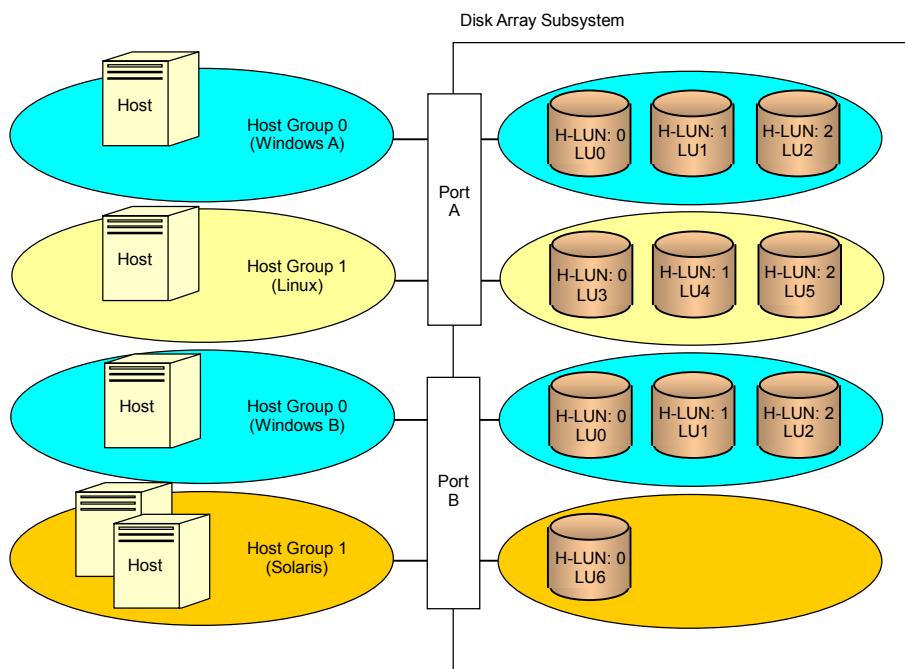 Disk Array Subsystem
Host
Host Group 0
(Windows A)
H-LUN: 0
LU0
H-LUN: 1
LU1
H-LUN: 2
LU2
Port
A
Host
Host Group 1
(Linux)
H-LUN: 0
LU3
H-LUN: 1
LU4
H-LUN: 2
LU5
Host
Host Group 0
(Windows B)
H-LUN: 0
LU0
H-LUN: 1
LU1
H-LUN: 2
LU2
Port
B
Host
Host Group 1
(Solaris)
H-LUN: 0
LU6